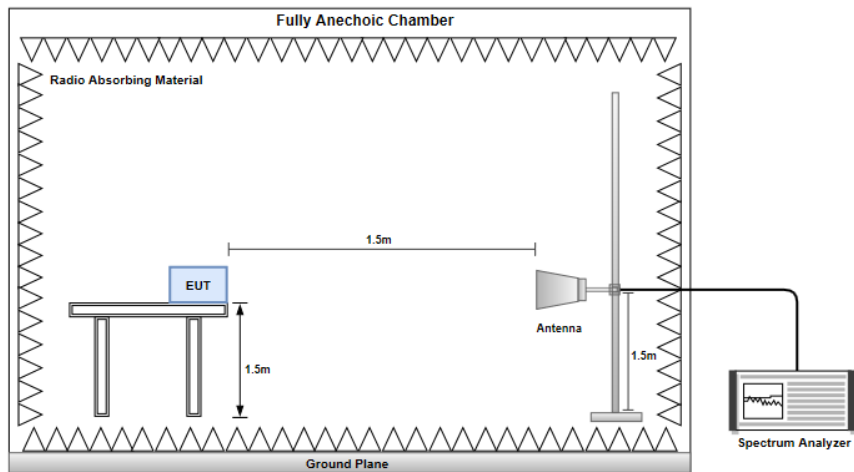 Fully Anechoic Chamber
Radio Absorbing Material
1.5m
EUT
Antenna
1.5m
1.5m
Spectrum Analyzer
Ground Plane